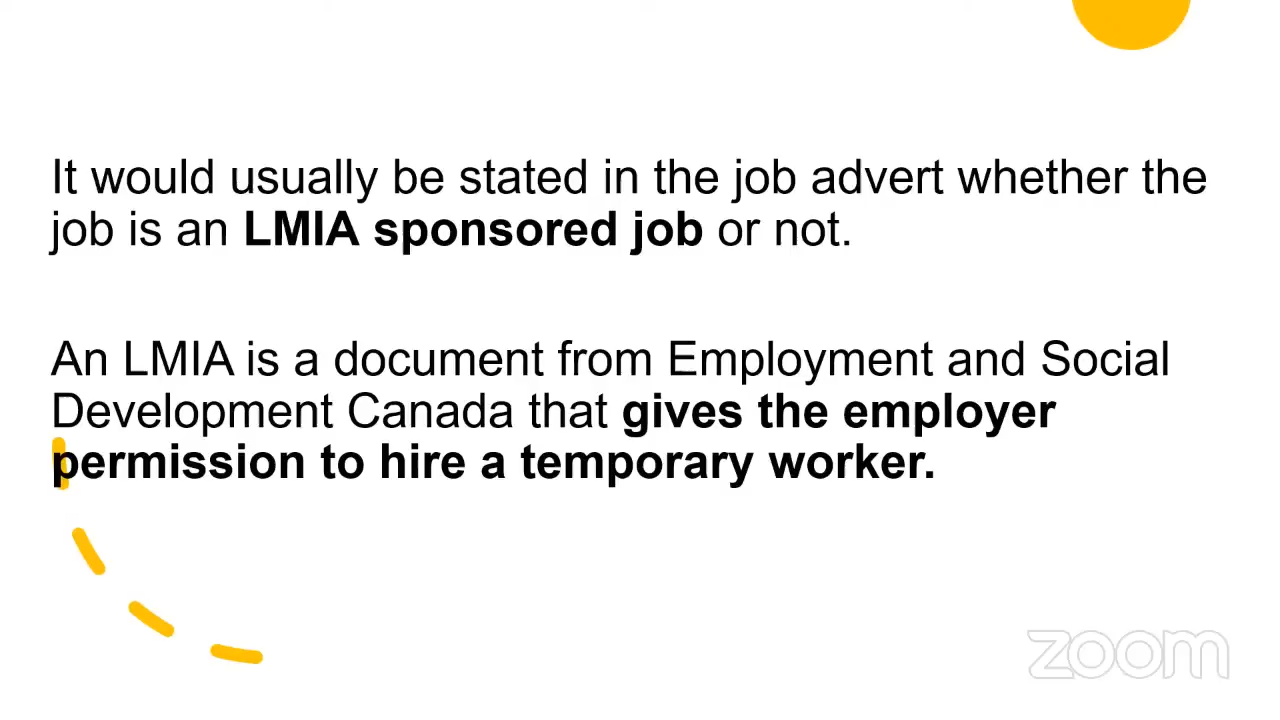 It would usually be stated in the job advert whether the
job is an LMIA sponsored job or not.
An LMIA is a document from Employment and Social
Development Canada that gives the employer
permission to hire a temporary worker.
zoom